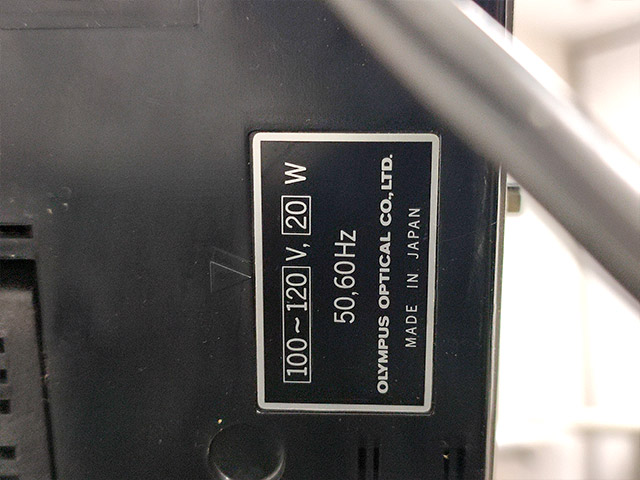 100~120 V, 20 W
50,60Hz
OLYMPUS OPTICAL CO.,LTD.
MADE IN JAPAN